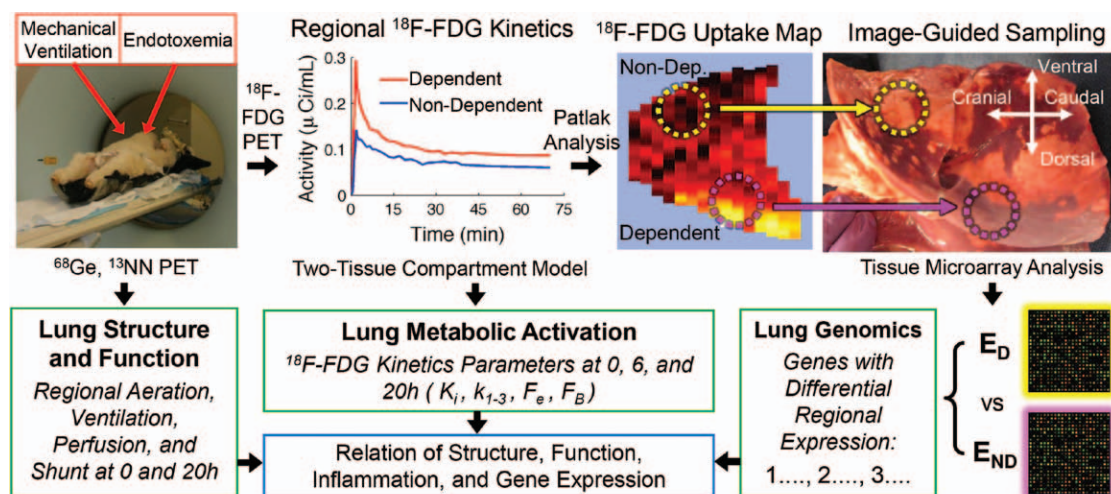 Mechanical
Ventilation
Endotoxemia
¹⁸F-
FDG
PET
Regional ¹⁸F-FDG Kinetics
Activity (μ Ci/mL)
0.3
0.2
0.1
0
Dependent
Non-Dependent
0 15 30 45 60 75
Time (min)
Patlak
Analysis
¹⁸F-FDG Uptake Map
Non-Dep.
Dependent
Image-Guided Sampling
Ventral
Cranial Caudal
Dorsal
⁶⁸Ge, ¹³NN PET
Two-Tissue Compartment Model
Tissue Microarray Analysis
Lung Structure
and Function
Regional Aeration,
Ventilation,
Perfusion, and
Shunt at 0 and 20h
Lung Metabolic Activation
¹⁸F-FDG Kinetics Parameters at 0, 6, and
20h ( Kᵢ, k₁₋₃, Fₑ, F_B )
Relation of Structure, Function,
Inflammation, and Gene Expression
Lung Genomics
Genes with
Differential
Regional
Expression:
1...., 2...., 3....
E_D
vs
E_ND